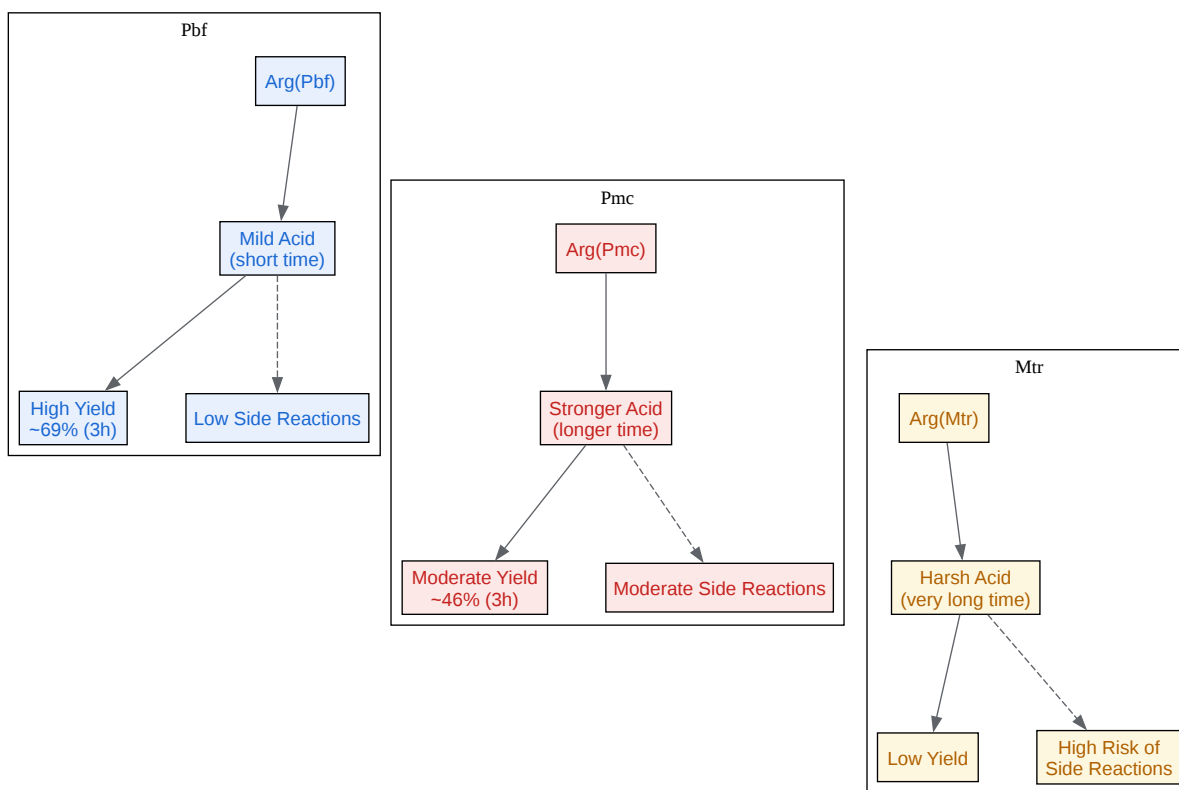 Pbf
Arg(Pbf)
Mild Acid
(short time)
High Yield
~69% (3h)
Low Side Reactions
Pmc
Arg(Pmc)
Stronger Acid
(longer time)
Moderate Yield
~46% (3h)
Moderate Side Reactions
Mtr
Arg(Mtr)
Harsh Acid
(very long time)
Low Yield
High Risk of
Side Reactions